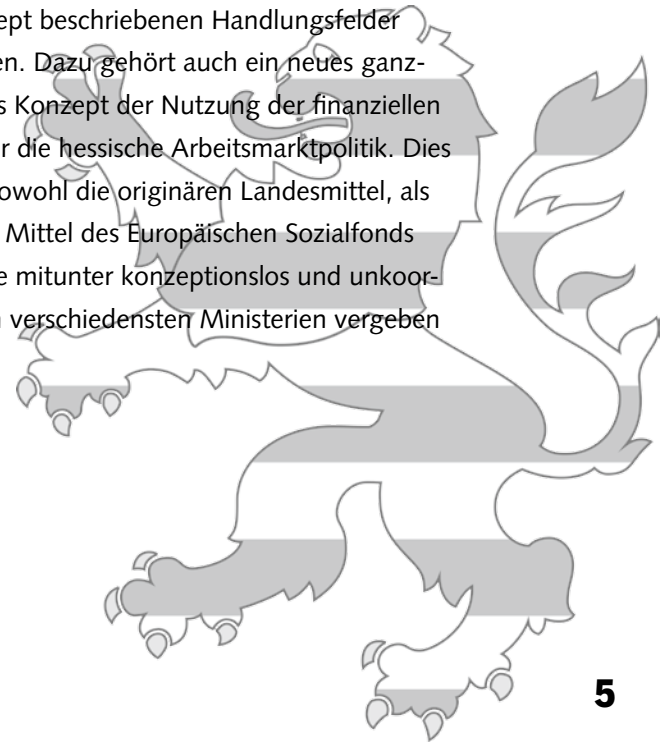 ept beschriebenen Handlungsfelder
en. Dazu gehört auch ein neues ganz-
s Konzept der Nutzung der finanziellen
r die hessische Arbeitsmarktpolitik. Dies
owohl die originären Landesmittel, als
Mittel des Europäischen Sozialfonds
e mitunter konzeptionslos und unkoor-
n verschiedensten Ministerien vergeben
5